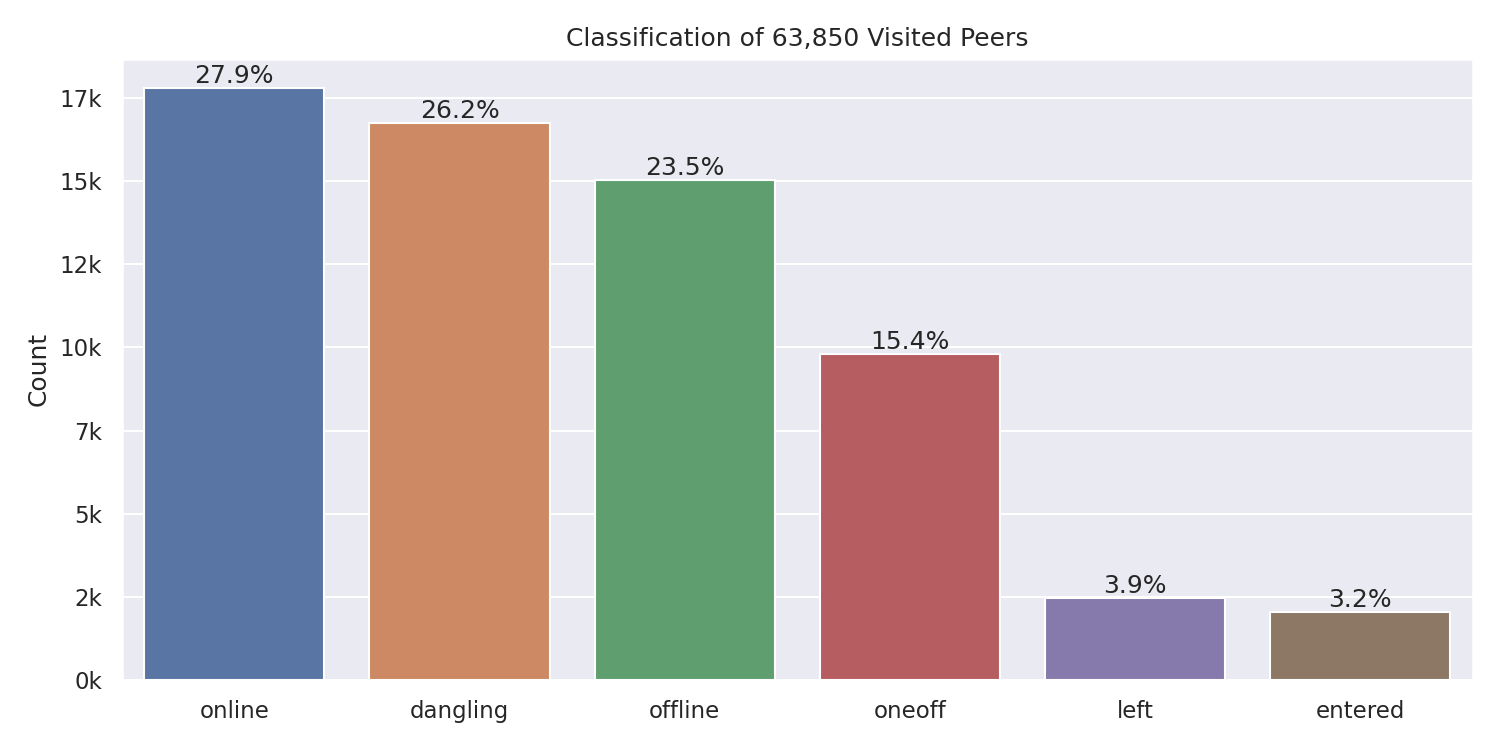 Classification of 63,850 Visited Peers
27.9%
26.2%
23.5%
15.4%
3.9%
3.2%
17k
15k
12k
10k
7k
5k
2k
0k
Count
online
dangling
offline
oneoff
left
entered